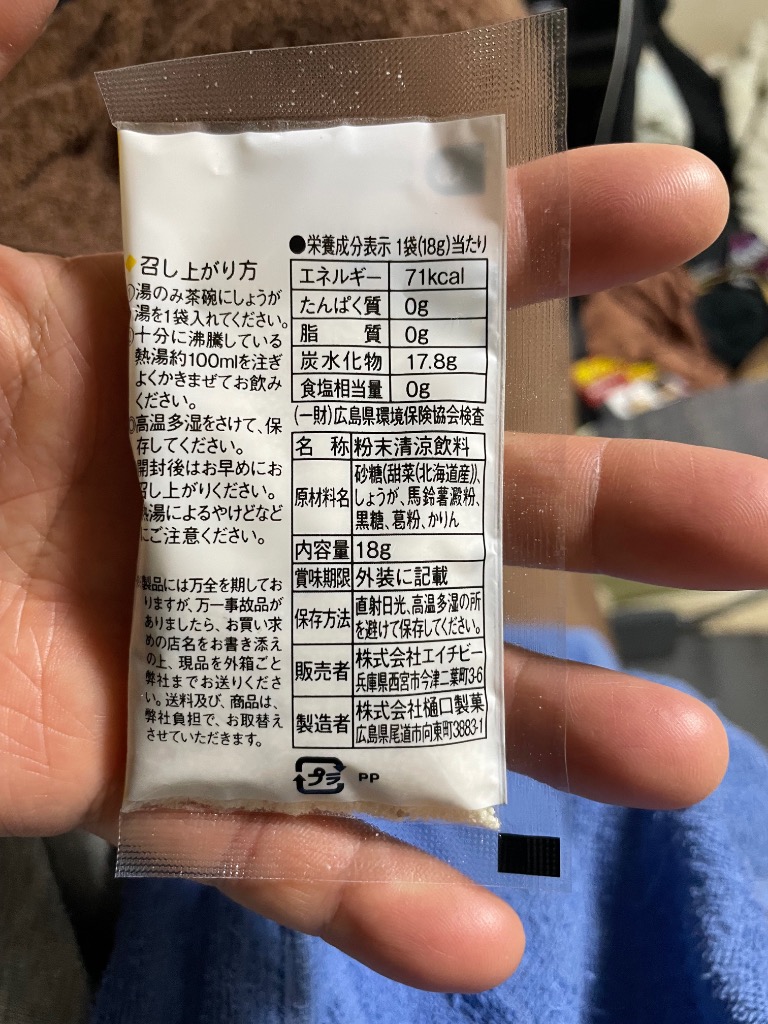 召し上がり方
湯のみ茶碗にしょうが
湯を1袋入れてください。
十分に沸騰している
熱湯約100mlを注ぎ
よくかきまぜてお飲み
ください。
高温多湿をさけて、保
存してください。
開封後はお早めにお
召し上がりください。
熱湯によるやけどなど
にご注意ください。
製品には万全を期してお
りますが、万一事故品が
ありましたら、お買い求
めの店名をお書き添え
の上、現品を外箱ごと
弊社までお送りくださ
い。送料及び、商品は、
弊社負担で、お取替え
させていただきます。
●栄養成分表示 1袋(18g)当たり
エネルギー 71kcal
たんぱく質 0g
脂質 0g
炭水化物 17.8g
食塩相当量 0g
(一財)広島県環境保険協会検査
名称 粉末清涼飲料
原材料名 砂糖(甜菜(北海道産))、
しょうが、馬鈴薯澱粉、
黒糖、葛粉、かりん
内容量 18g
賞味期限 外装に記載
保存方法 直射日光、高温多湿の所
を避けて保存してください。
販売者 株式会社エイチビー
兵庫県西宮市今津二葉町3-6
製造者 株式会社樋口製菓
広島県尾道市向東町3883-1
プラ PP